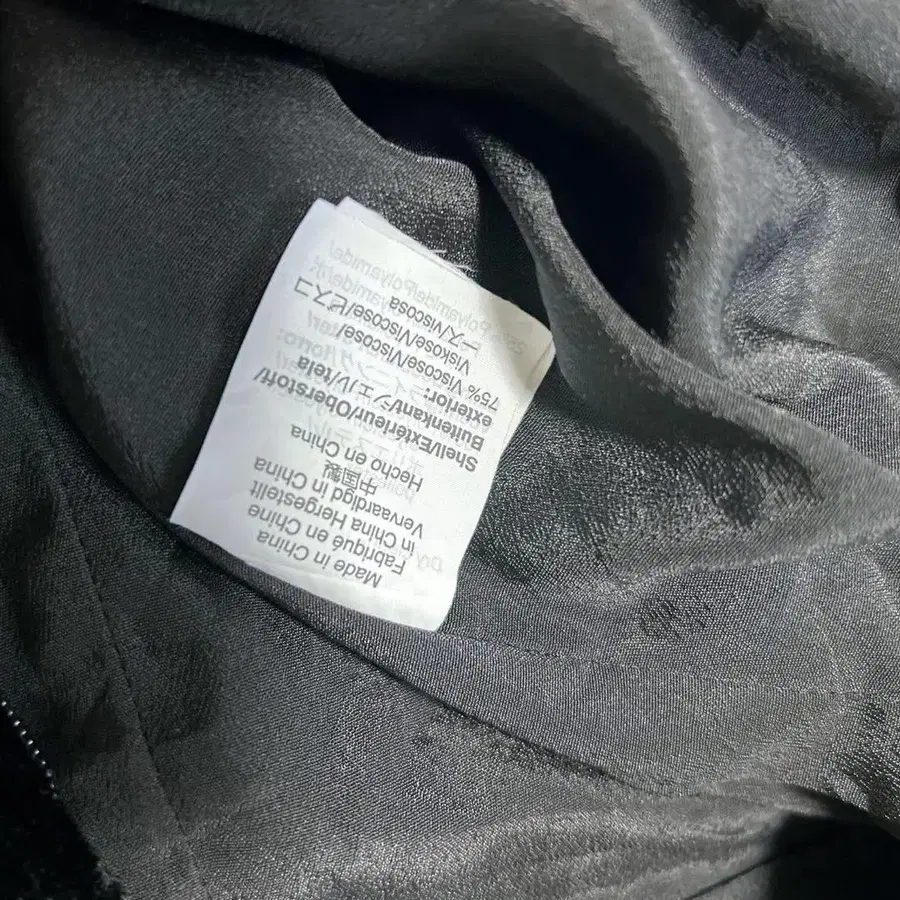 Made in China
Fabriqué en Chine
in China Hergestellt
Vervaardigd in China
中国製
Hecho en China
Shell/Extérieur/Oberstoff/
Buitenkant/シェル/tela
exterior:
75% Viscose/Viscose/
Viskose/Viscose/ビスコ
ース/viscosa
Polyamide/Polyamide/